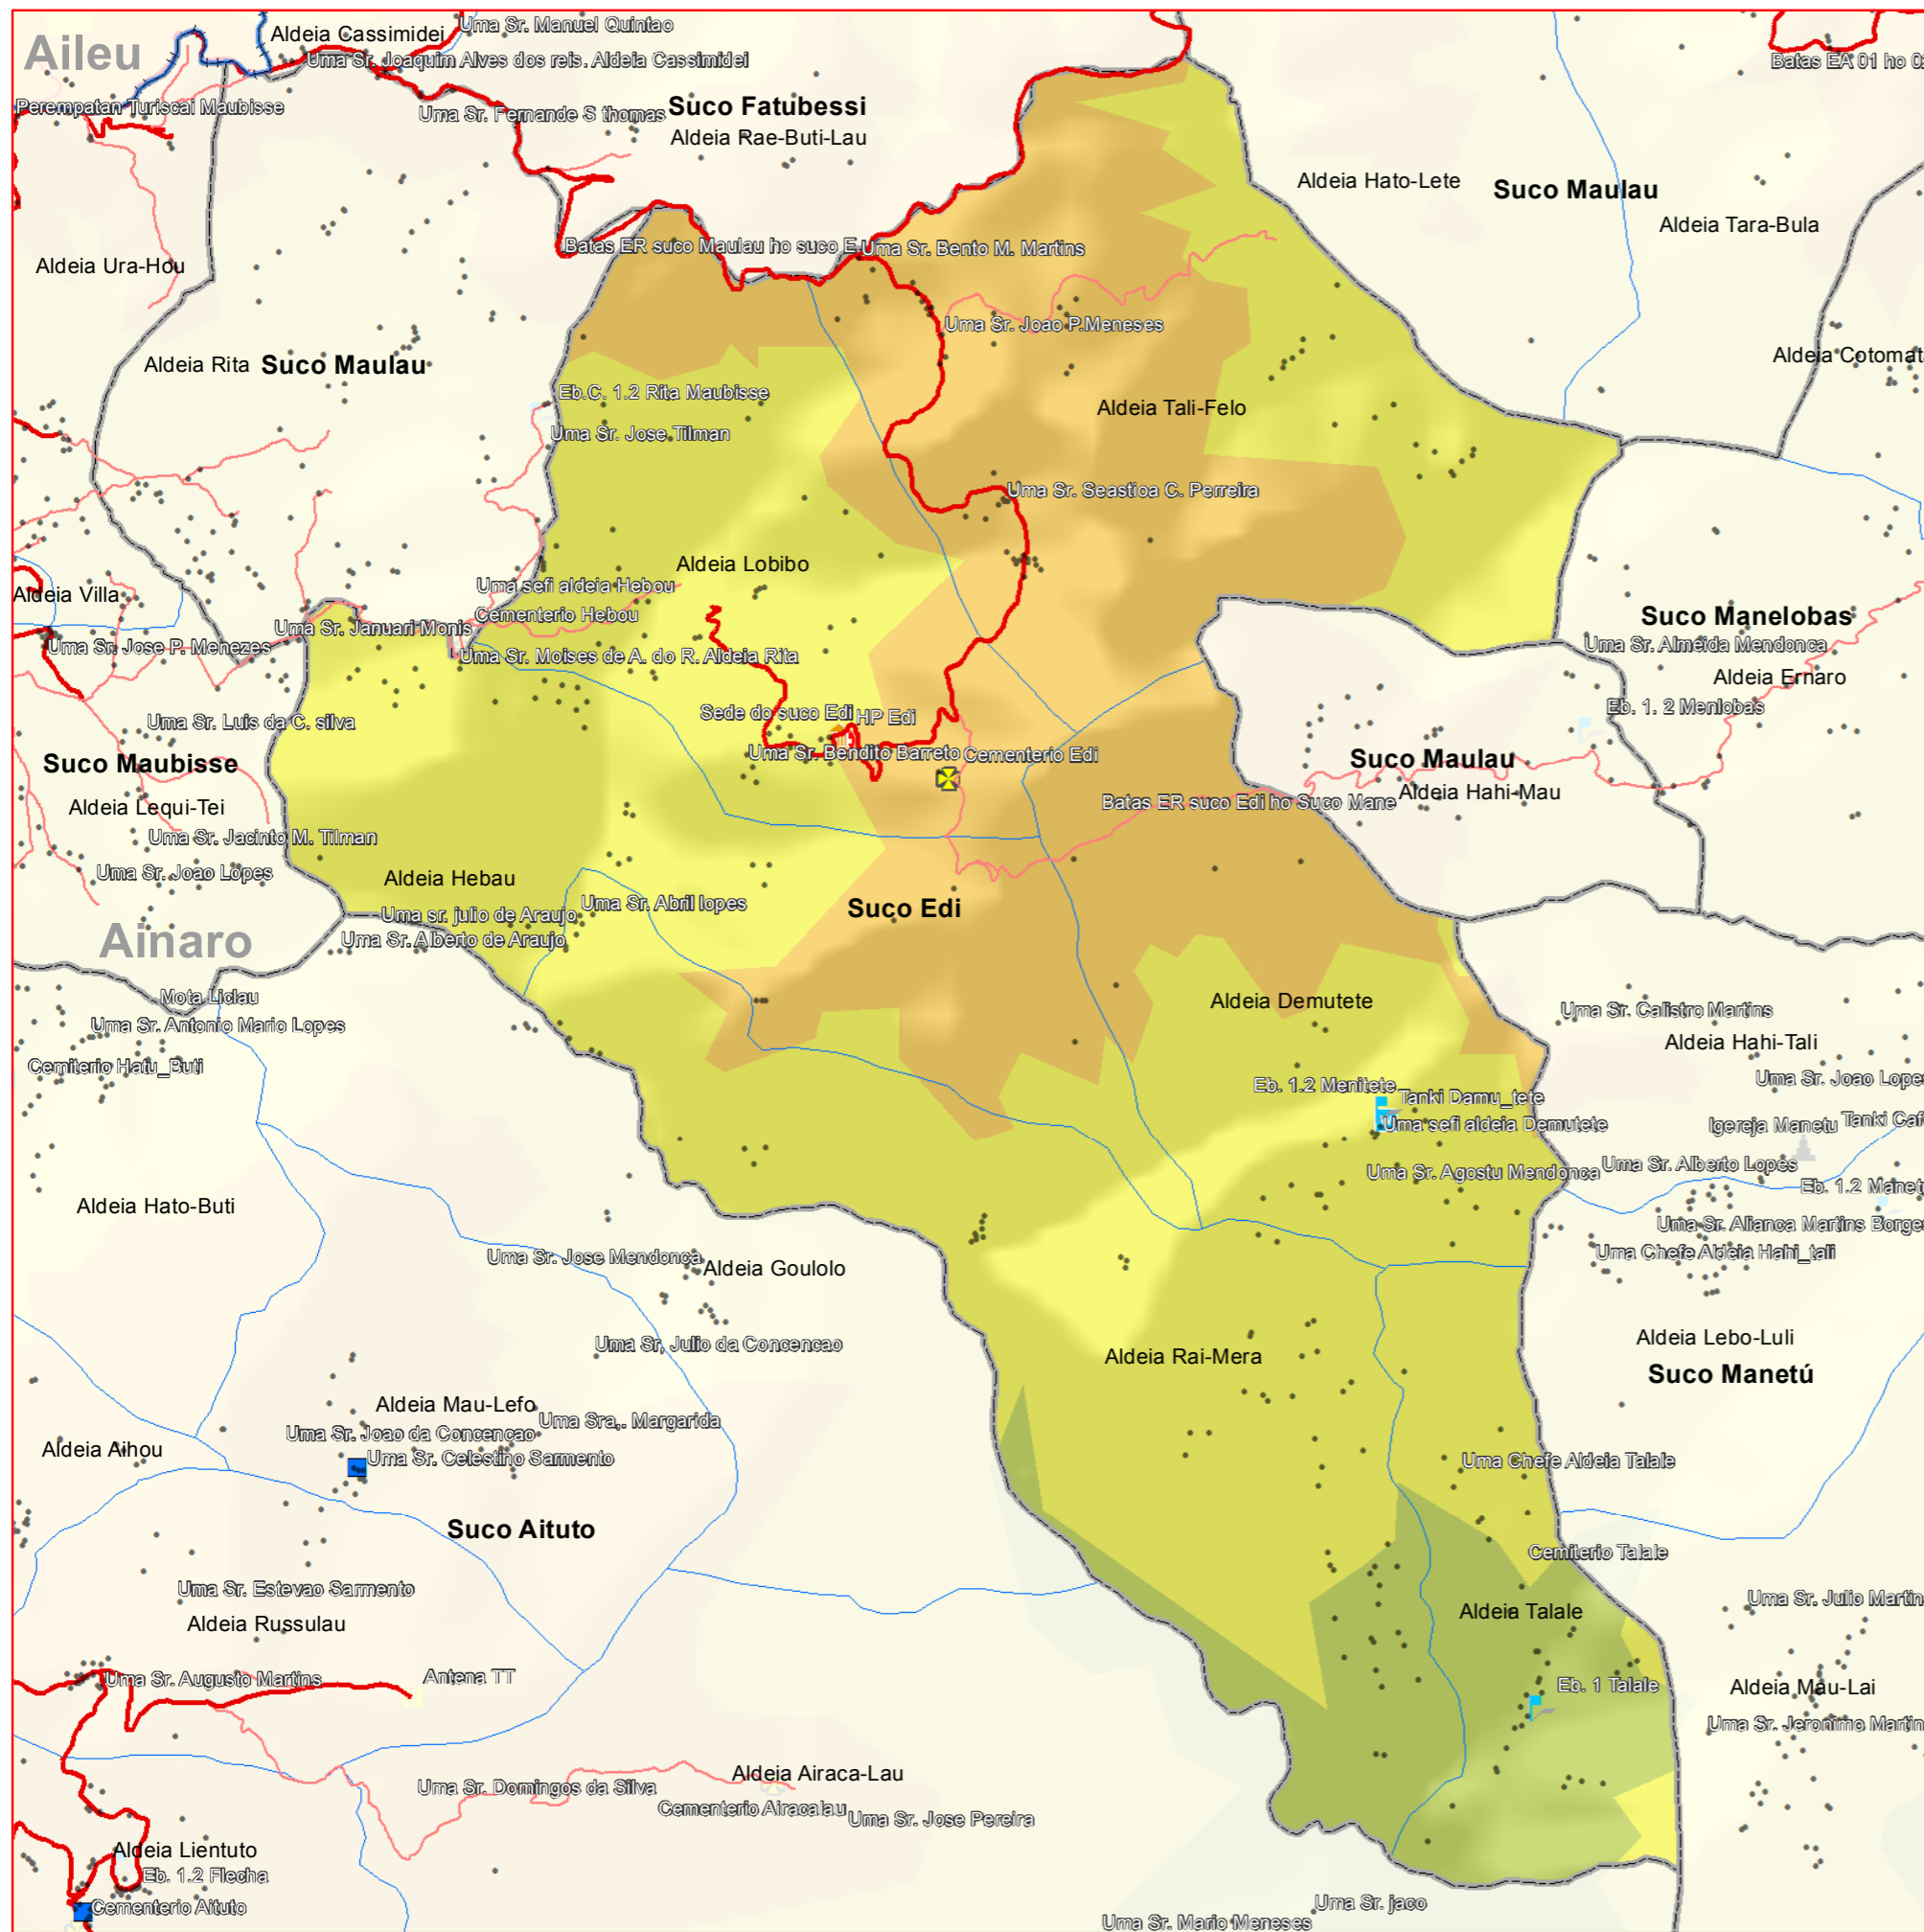 Aileu
Aldeia Cassimidei
Uma Sr. Manuel Quintao
Uma Sr. Joaquim Alves dos reis. Aldeia Cassimidei
Batas EA 01 ho
Perempatan Turiscai Maubisse
Uma Sr. Fernande S thomas
Suco Fatubessi
Aldeia Rae-Buti-Lau
Aldeia Hato-Lete
Suco Maulau
Aldeia Tara-Bula
Aldeia Ura-Hou
Batas ER suco Maulau ho suco E
Uma Sr. Bento M. Martins
Uma Sr. Joao P.Meneses
Aldeia Rita
Suco Maulau
Aldeia Cotomat
Eb.C. 1.2 Rita Maubisse
Aldeia Tali-Felo
Uma Sr. Jose Tilman
Uma Sr. Seastioa C. Perreira
Aldeia Lobibo
Aldeia Villa
Uma sefi aldeia Hebou
Cementerio Hebou
Suco Manelobas
Uma Sr. Januari Monis
Uma Sr. Jose P. Menezes
Uma Sr. Moises de A. do R. Aldeia Rita
Uma Sr. Almeida Mendonca
Aldeia Ernaro
Eb. 1. 2 Menlobas
Sede do suco Edi
HP Edi
Uma Sr. Luis da C. silva
Uma Sr. Bendito Barreto
Cementerio Edi
Suco Maubisse
Suco Maulau
Aldeia Hahi-Mau
Aldeia Lequi-Tei
Batas ER suco Edi ho Suco Mane
Uma Sr. Jacinto M. Tilman
Uma Sr. Joao Lopes
Aldeia Hebau
Uma Sr. Abril lopes
Suco Edi
Uma sr. julio de Araujo
Uma Sr. Alberto de Araujo
Ainaro
Mota Liclau
Aldeia Demutete
Uma Sr. Calistro Martins
Uma Sr. Antonio Mario Lopes
Aldeia Hahi-Tali
Cemiterio Hatu_Buti
Uma Sr. Joao Lopes
Eb. 1.2 Menitete
Tanki Damu_tete
Uma sefi aldeia Demutete
Igereja Manetu
Tanki Caf
Uma Sr. Agostu Mendonca
Uma Sr. Alberto Lopes
Eb. 1.2 Manet
Aldeia Hato-Buti
Uma Sr. Alianca Martins Borge
Uma Chefe Aldeia Hahi_tali
Uma Sr. Jose Mendonca
Aldeia Goulolo
Uma Sr, Julio da Concencao
Aldeia Rai-Mera
Aldeia Lebo-Luli
Suco Manetú
Aldeia Mau-Lefo
Uma Sra,. Margarida
Uma Sr. Joao da Concencao
Aldeia Aihou
Uma Sr. Celestino Sarmento
Uma Chefe Aldeia Talale
Suco Aituto
Cemiterio Talale
Uma Sr. Estevao Sarmento
Uma Sr. Julio Martin
Aldeia Russulau
Aldeia Talale
Uma Sr. Augusto Martins
Antena TT
Eb. 1 Talale
Aldeia Mau-Lai
Uma Sr. Jeronimo Martin
Aldeia Airaca-Lau
Uma Sr. Domingos da Silva
Cementerio Airacalau
Uma Sr. Jose Pereira
Aldeia Lientuto
Eb. 1.2 Flecha
Cementerio Aituto
Uma Sr. jaco
Uma Sr. Mario Meneses